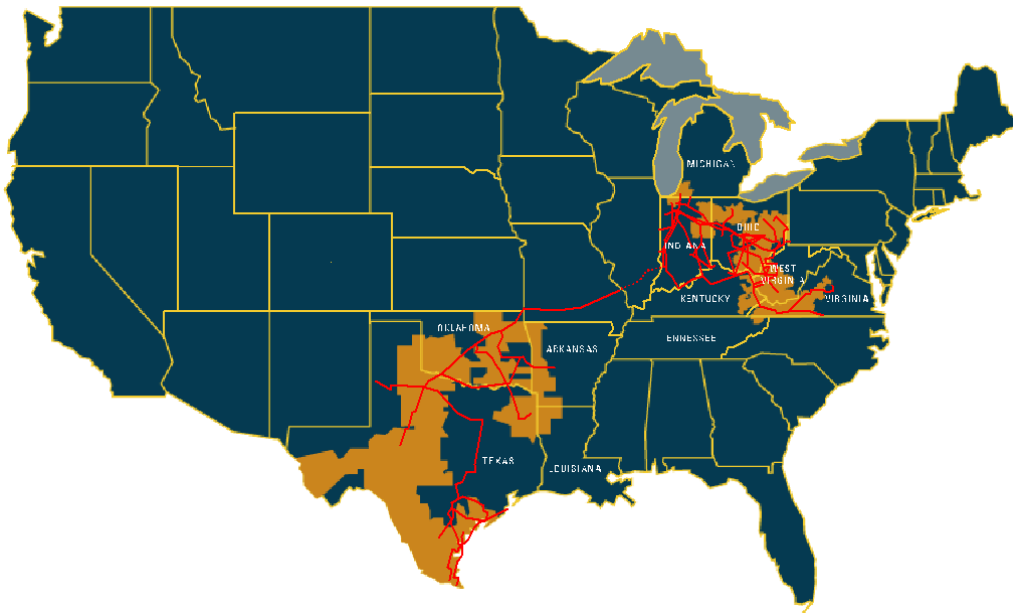 MICHIGAN
OHIO
INDIANA
WEST
VIRGINIA
KENTUCKY
VIRGINIA
OKLAHOMA
ENNESSEE
ARKANSAS
TEXAS
LOUISIANA